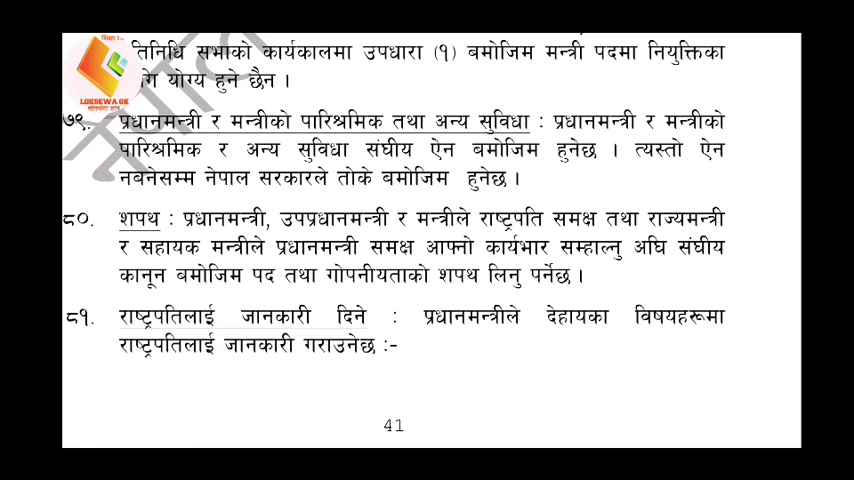 शिक्षा
LOKSEWA GK
तिनिधि सभाको कार्यकालमा उपधारा (१) बमोजिम मन्त्री पदमा नियुक्तिका
योग्य हुने छैन ।
७९. प्रधानमन्त्री र मन्त्रीको पारिश्रमिक तथा अन्य सुविधा : प्रधानमन्त्री र मन्त्रीको
पारिश्रमिक र अन्य सुविधा संघीय ऐन बमोजिम हुनेछ । त्यस्तो ऐन
नबनेसम्म नेपाल सरकारले तोके बमोजिम हुनेछ ।
८०. शपथ : प्रधानमन्त्री, उपप्रधानमन्त्री र मन्त्रीले राष्ट्रपति समक्ष तथा राज्यमन्त्री
र सहायक मन्त्रीले प्रधानमन्त्री समक्ष आफ्नो कार्यभार सम्हाल्नु अघि संघीय
कानून बमोजिम पद तथा गोपनीयताको शपथ लिनु पर्नेछ ।
८१. राष्ट्रपतिलाई जानकारी दिने : प्रधानमन्त्रीले देहायका विषयहरूमा
राष्ट्रपतिलाई जानकारी गराउनेछ :-
41